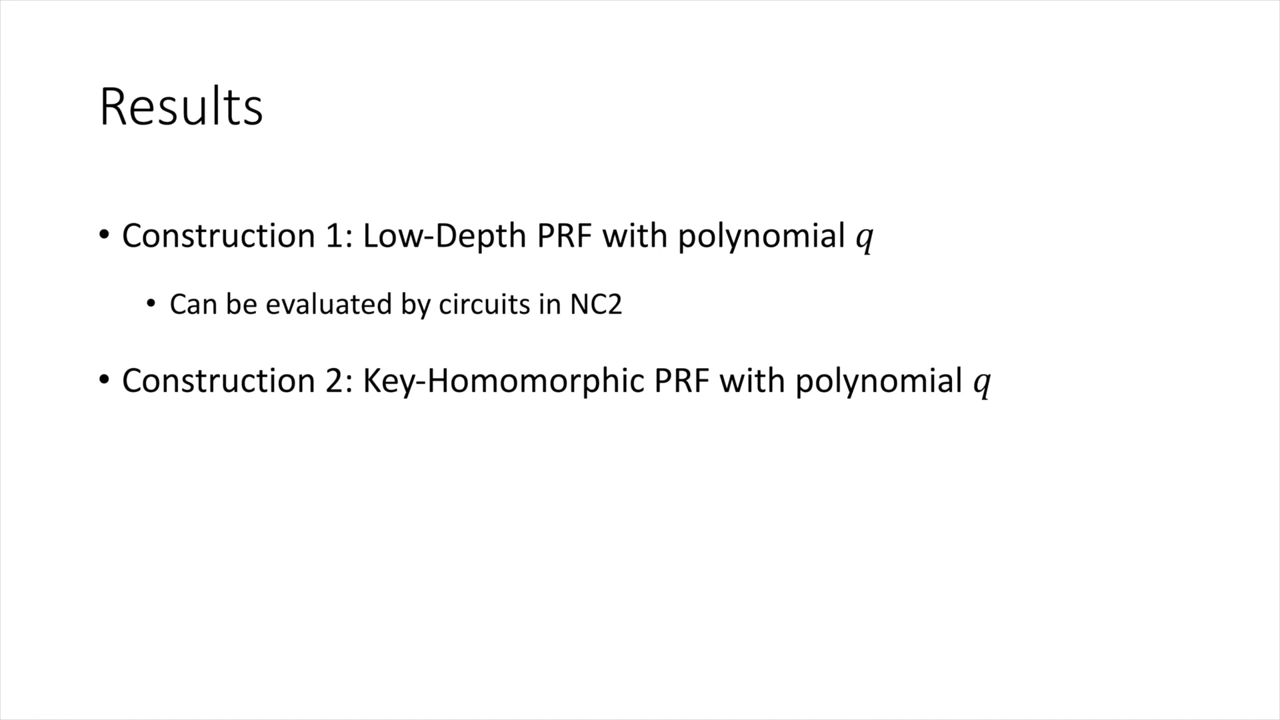 Results
• Construction 1: Low-Depth PRF with polynomial q
• Can be evaluated by circuits in NC2
• Construction 2: Key-Homomorphic PRF with polynomial q